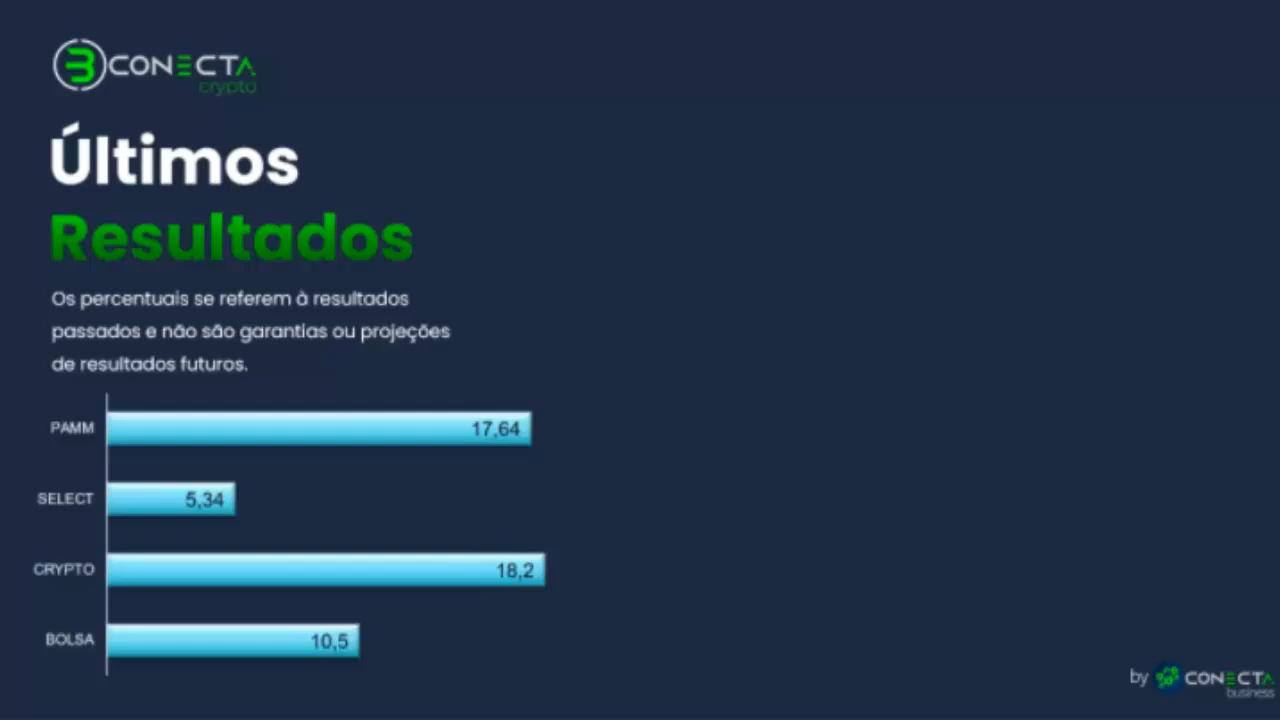 CONECTA
crypto
Últimos
Resultados
Os percentuais se referem à resultados
passados e não são garantias ou projeções
de resultados futuros.
PAMM 17,64
SELECT 5,34
CRYPTO 18,2
BOLSA 10,5
by CONECTA
business